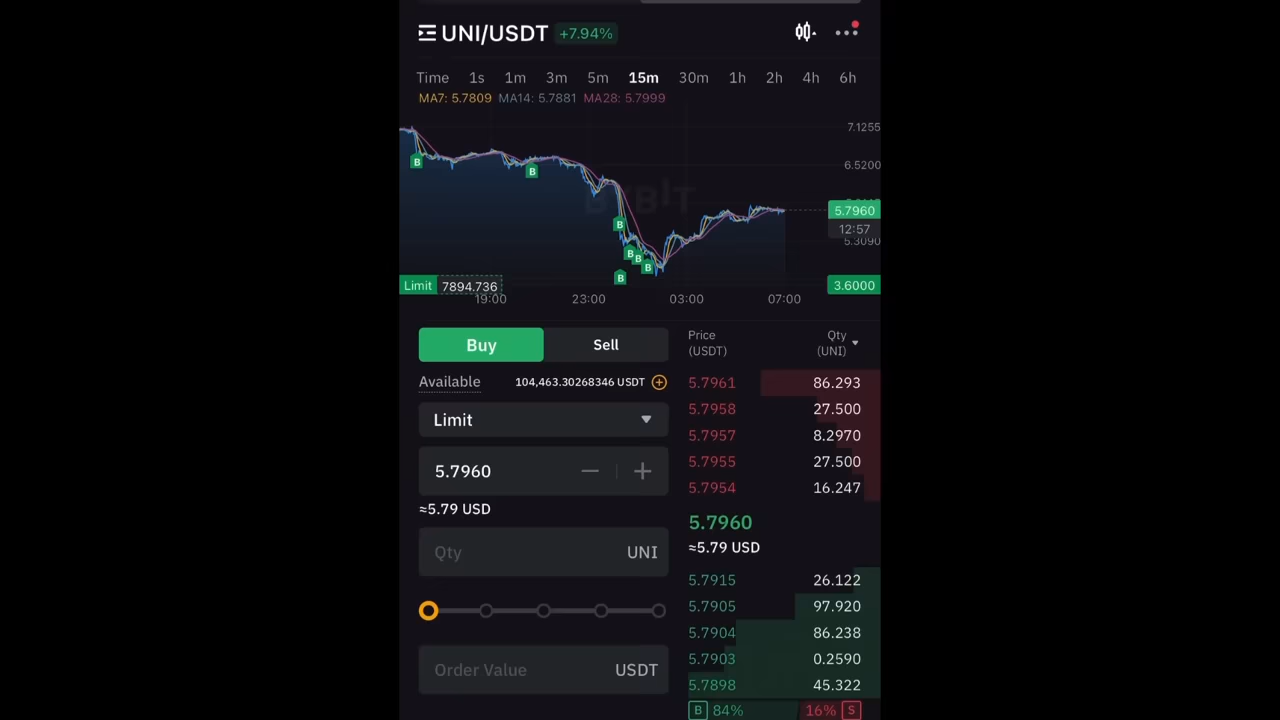 UNI/USDT +7.94%
Time 1s 1m 3m 5m 15m 30m 1h 2h 4h 6h
MA7: 5.7809 MA14: 5.7881 MA28: 5.7999
7.1255
B
6.5200
B
BYBIT
5.7960
B
12:57
5.3090
B
B
B
B
Limit 7894.736
3.6000
19:00 23:00 03:00 07:00
Buy Sell
Available 104,463.30268346 USDT
Limit
5.7960
≈5.79 USD
Qty UNI
Order Value USDT
Price Qty
(USDT) (UNI)
5.7961 86.293
5.7958 27.500
5.7957 8.2970
5.7955 27.500
5.7954 16.247
5.7960
≈5.79 USD
5.7915 26.122
5.7905 97.920
5.7904 86.238
5.7903 0.2590
5.7898 45.322
B 84% 16% S